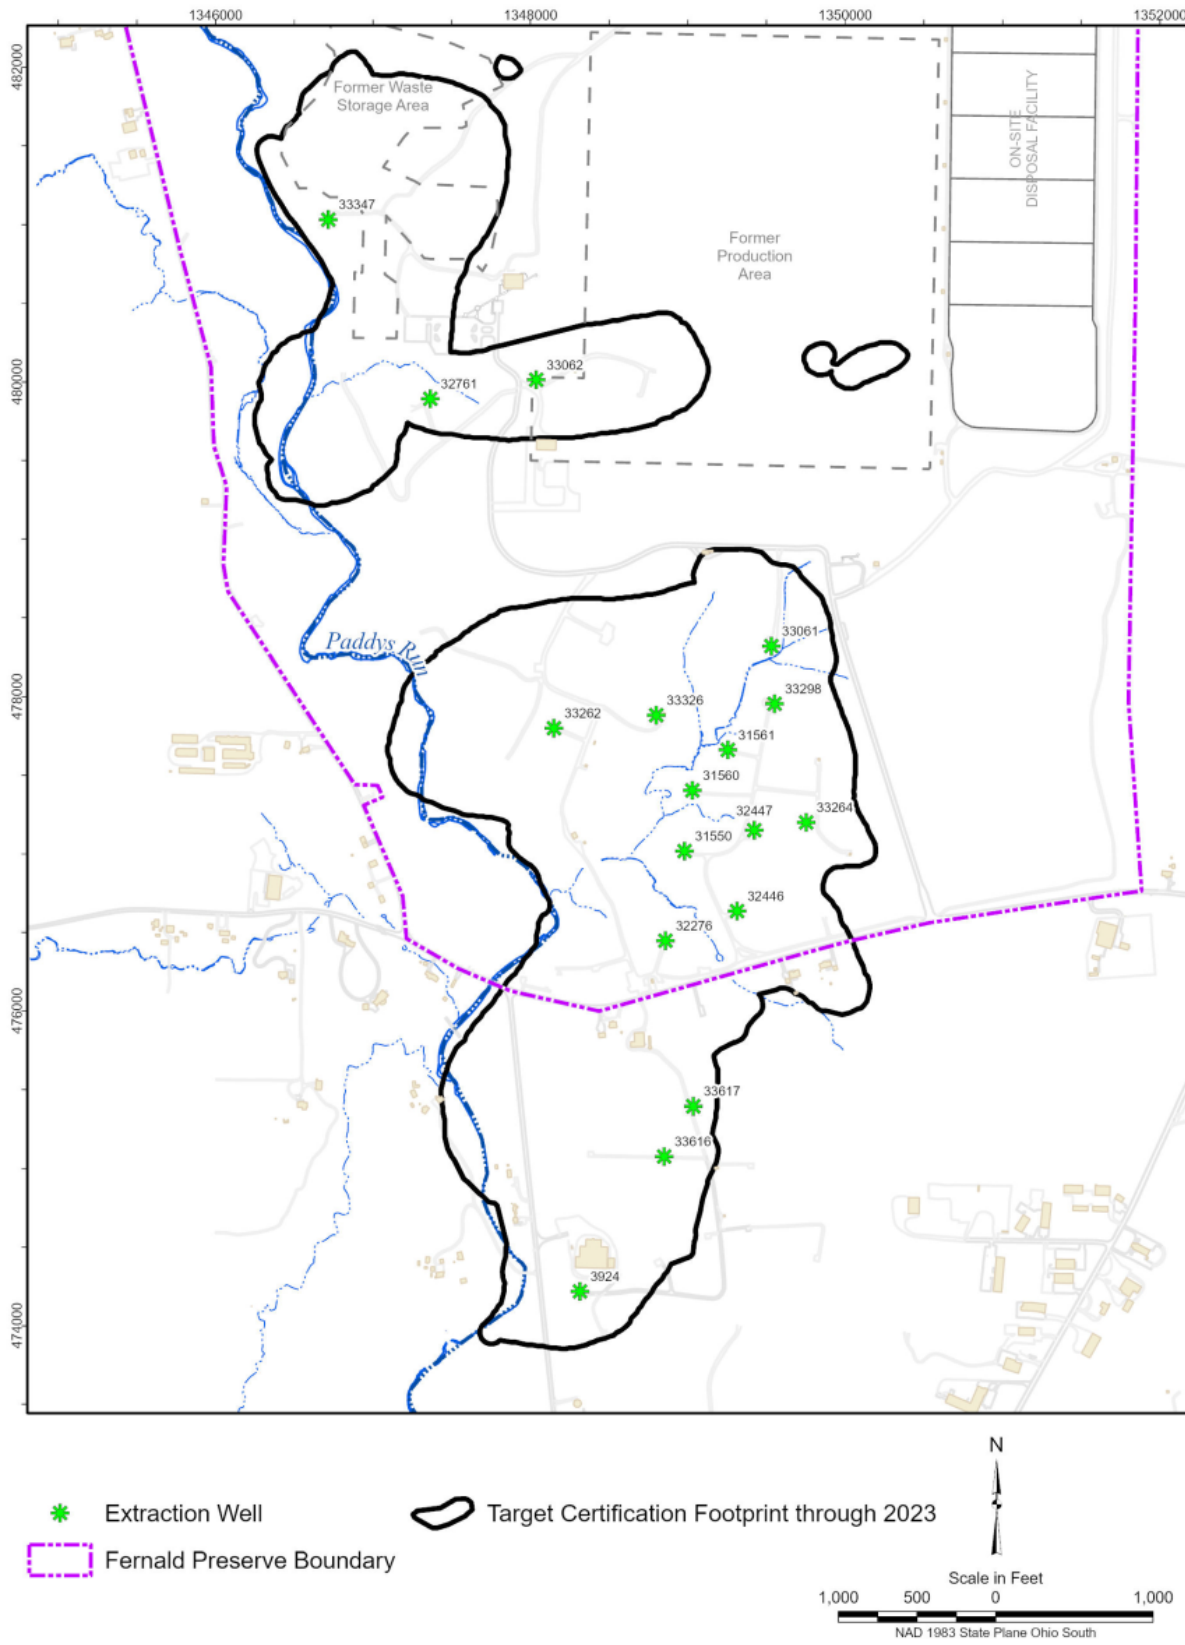 1346000
1348000
1350000
1352000
482000
480000
478000
476000
474000
Former Waste
Storage Area
ON-SITE
DISPOSAL FACILITY
33347
Former
Production
Area
33062
32761
Paddys Run
33061
33298
33326
33262
31561
31560
32447
33264
31550
32446
32276
33617
33616
3924
N
Extraction Well
Target Certification Footprint through 2023
Fernald Preserve Boundary
Scale in Feet
1,000 500 0 1,000
NAD 1983 State Plane Ohio South